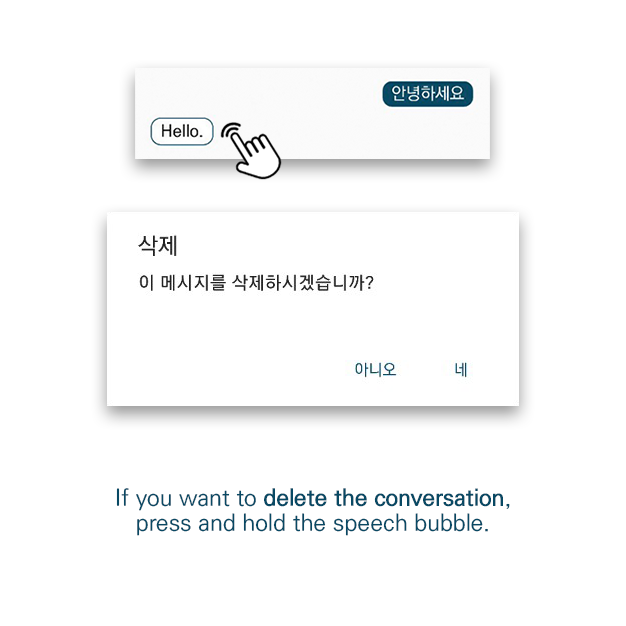 안녕하세요
Hello.
삭제
이 메시지를 삭제하시겠습니까?
아니오 네
If you want to delete the conversation,
press and hold the speech bubble.